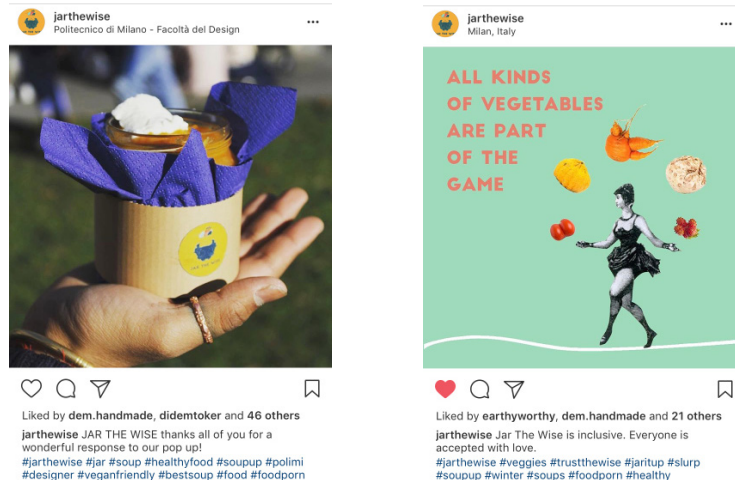 jarthewise
Politecnico di Milano - Facoltà del Design
JAR THE WISE
Liked by dem.handmade, didemtoker and 46 others
jarthewise JAR THE WISE thanks all of you for a
wonderful response to our pop up!
#jarthewise #jar #soup #healthyfood #soupup #polimi
#designer #veganfriendly #bestsoup #food #foodporn
jarthewise
Milan, Italy
ALL KINDS
OF VEGETABLES
ARE PART
OF THE
GAME
Liked by earthyworthy, dem.handmade and 21 others
jarthewise Jar The Wise is inclusive. Everyone is
accepted with love.
#jarthewise #veggies #trustthewise #jaritup #slurp
#soupup #winter #soups #foodporn #healthy